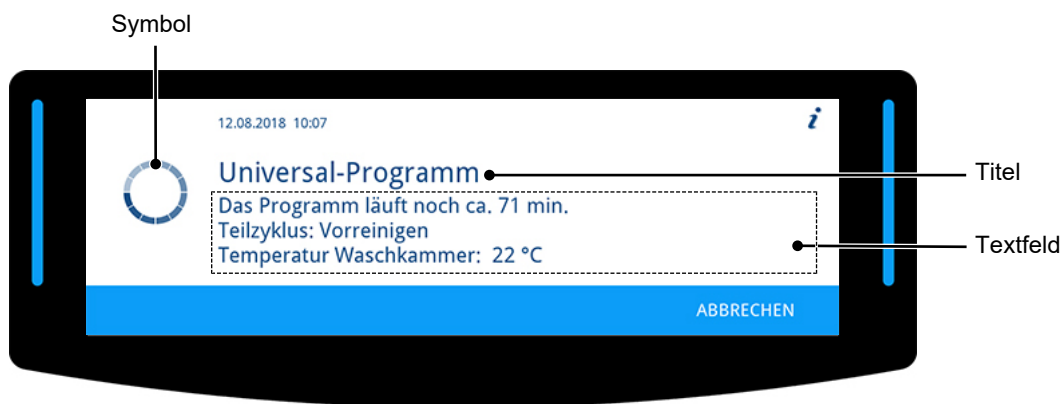 Symbol
12.08.2018 10:07
i
Universal-Programm
Titel
Das Programm läuft noch ca. 71 min.
Teilzyklus: Vorreinigen
Textfeld
Temperatur Waschkammer: 22 °C
ABBRECHEN